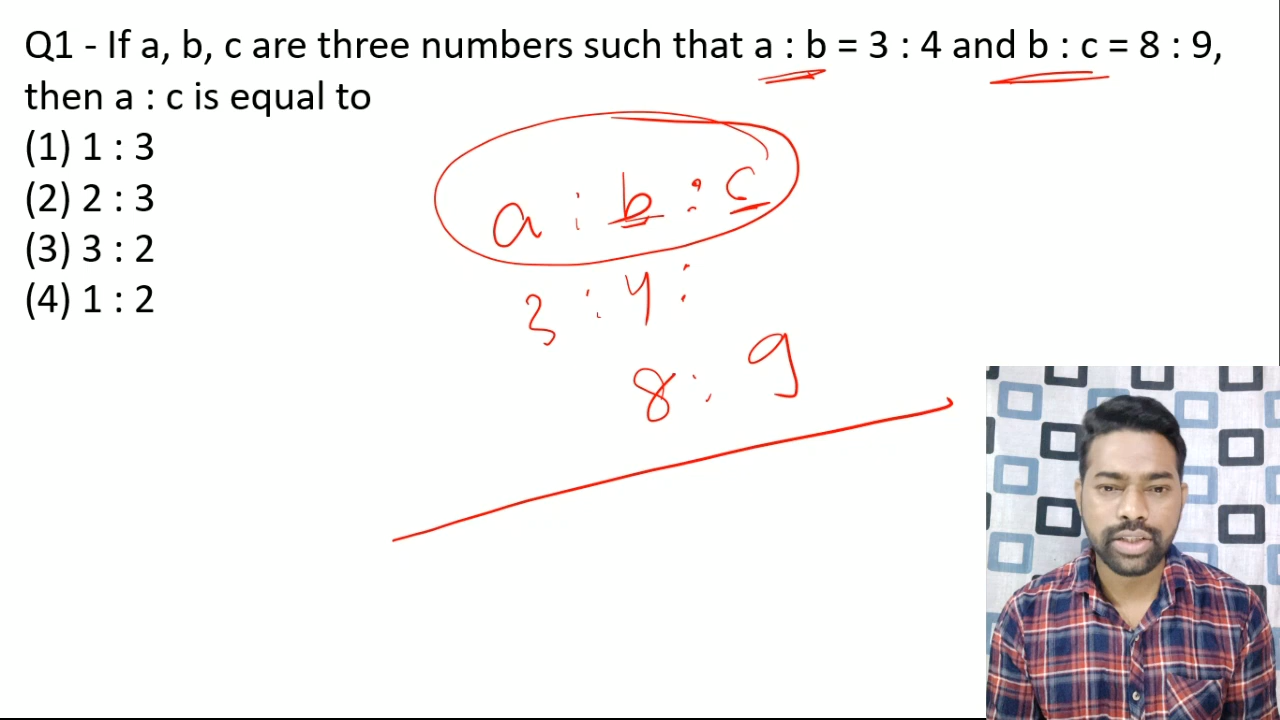 Q1 - If a, b, c are three numbers such that a : b = 3 : 4 and b : c = 8 : 9,
then a : c is equal to
(1) 1 : 3
(2) 2 : 3
(3) 3 : 2
(4) 1 : 2
a : b : c
3 : 4 :
8 : 9